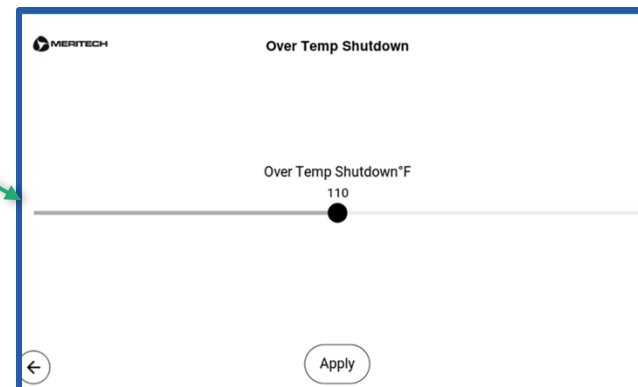 MERITECH
Over Temp Shutdown
Over Temp Shutdown°F
110
Apply